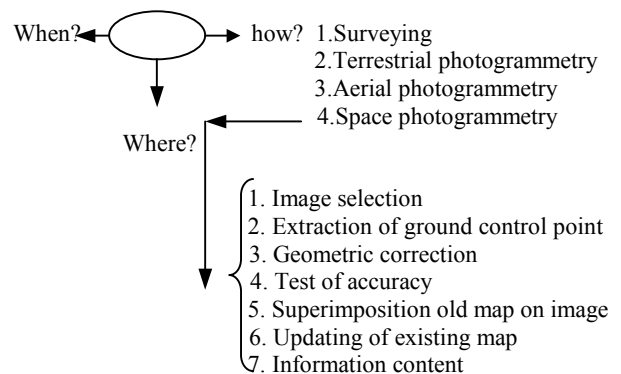 When?
how?
1.Surveying
2.Terrestrial photogrammetry
3.Aerial photogrammetry
4.Space photogrammetry
Where?
1. Image selection
2. Extraction of ground control point
3. Geometric correction
4. Test of accuracy
5. Superimposition old map on image
6. Updating of existing map
7. Information content